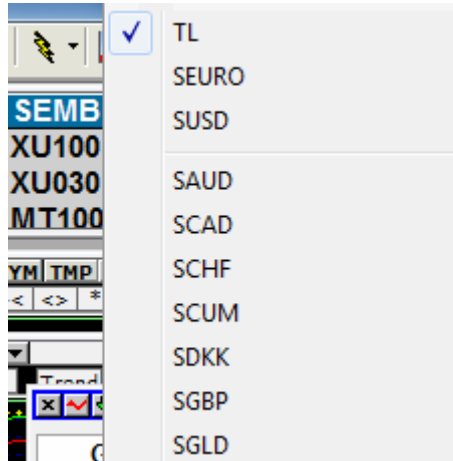 TL
SEURO
SUSD
SAUD
SCAD
SCHF
SCUM
SDKK
SGBP
SGLD
SEMB
XU100
XU030
MT100
YM TMP
< <> *
Trend
G